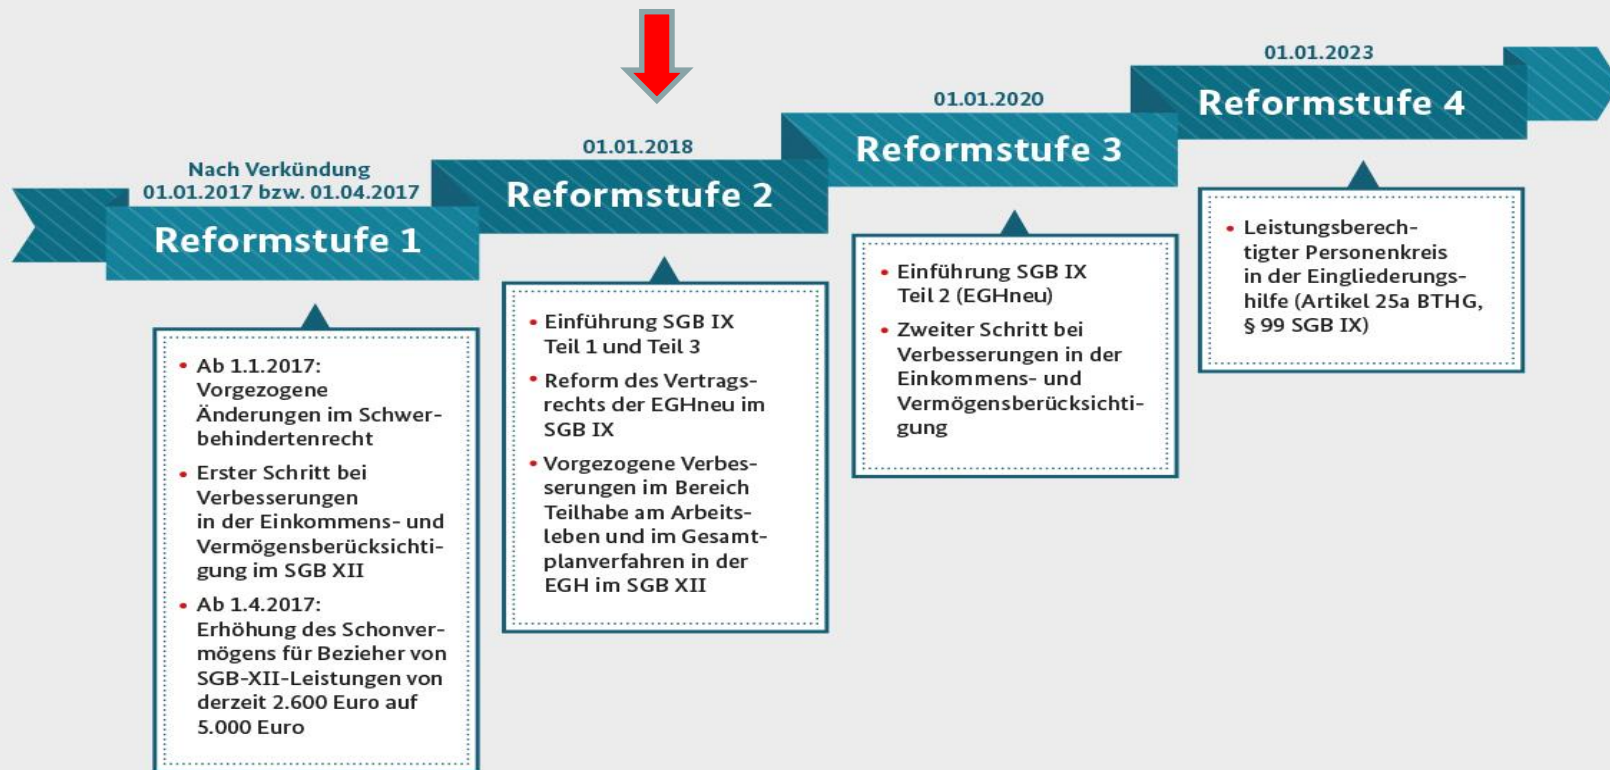 Nach Verkündung
01.01.2017 bzw. 01.04.2017
Reformstufe 1
• Ab 1.1.2017:
Vorgezogene
Änderungen im Schwer-
behindertenrecht
• Erster Schritt bei
Verbesserungen
in der Einkommens- und
Vermögensberücksichti-
gung im SGB XII
• Ab 1.4.2017:
Erhöhung des Schonver-
mögens für Bezieher von
SGB-XII-Leistungen von
derzeit 2.600 Euro auf
5.000 Euro
01.01.2018
Reformstufe 2
• Einführung SGB IX
Teil 1 und Teil 3
• Reform des Vertrags-
rechts der EGHneu im
SGB IX
• Vorgezogene Verbes-
serungen im Bereich
Teilhabe am Arbeits-
leben und im Gesamt-
planverfahren in der
EGH im SGB XII
01.01.2020
Reformstufe 3
• Einführung SGB IX
Teil 2 (EGHneu)
• Zweiter Schritt bei
Verbesserungen in der
Einkommens- und
Vermögensberücksichti-
gung
01.01.2023
Reformstufe 4
• Leistungsberech-
tigter Personenkreis
in der Eingliederungs-
hilfe (Artikel 25a BTHG,
§ 99 SGB IX)